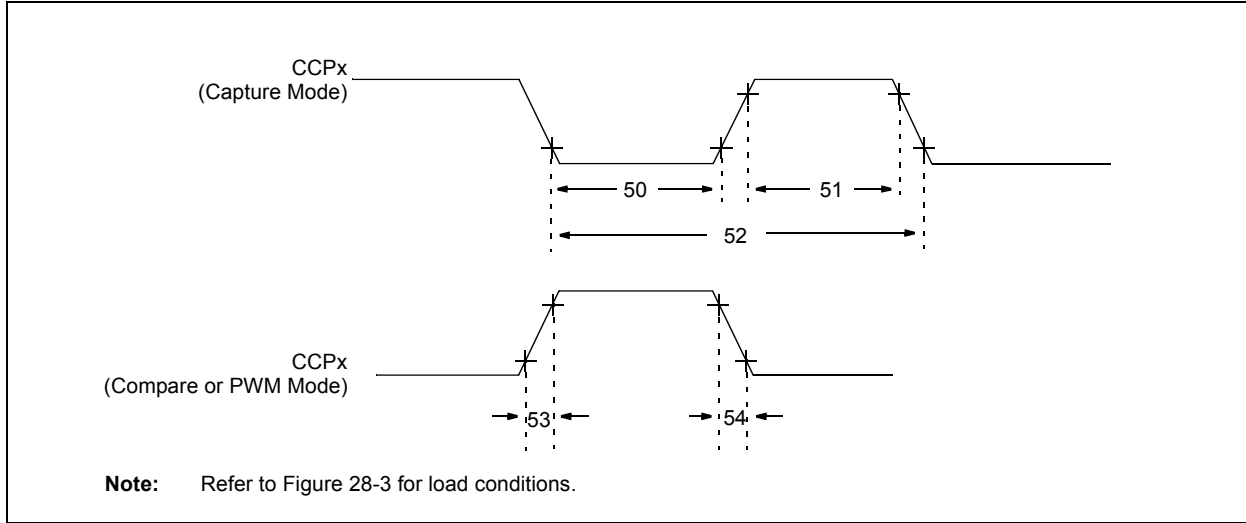 CCPx
(Capture Mode)
50
51
52
CCPx
(Compare or PWM Mode)
53
54
Note: Refer to Figure 28-3 for load conditions.